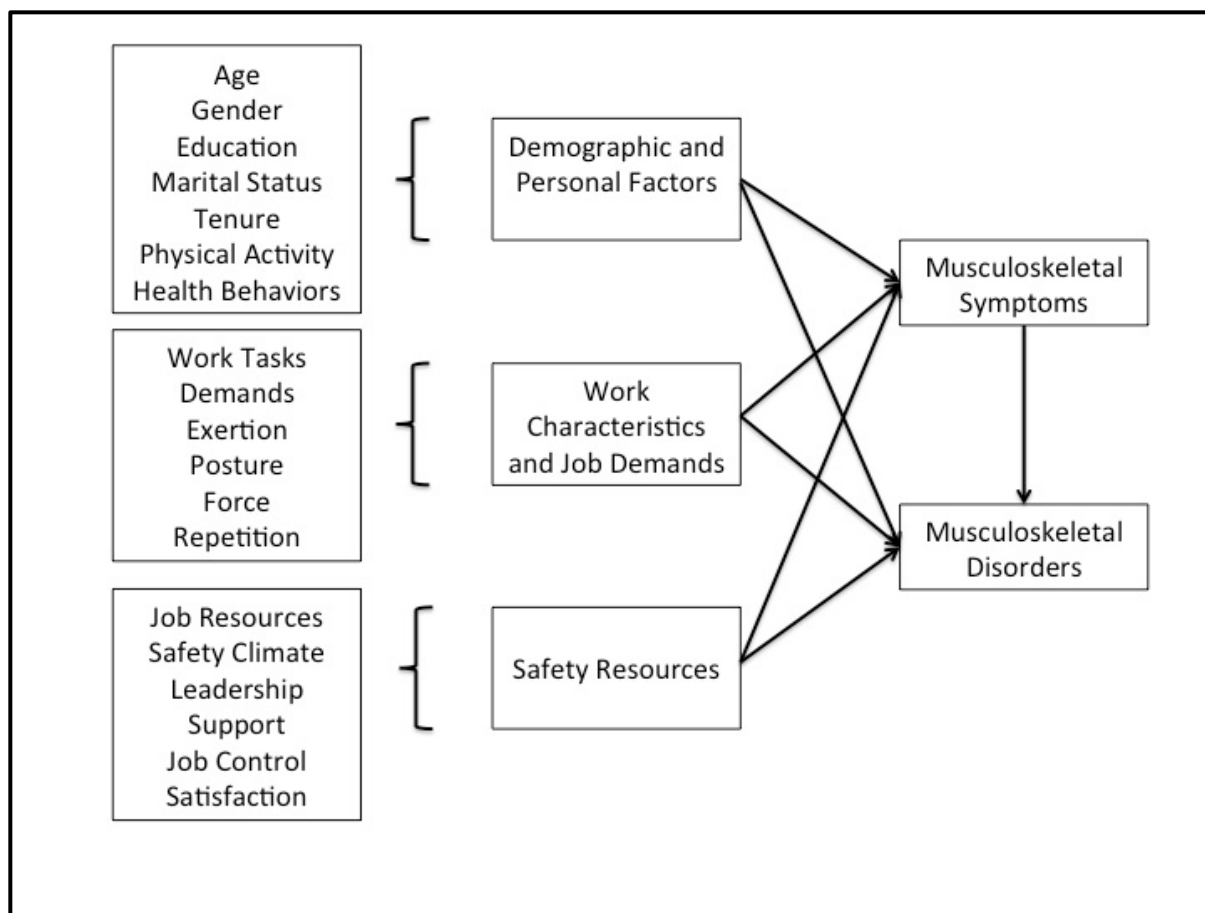 Age
Gender
Education
Marital Status
Tenure
Physical Activity
Health Behaviors
Demographic and
Personal Factors
Work Tasks
Demands
Exertion
Posture
Force
Repetition
Work
Characteristics
and Job Demands
Job Resources
Safety Climate
Leadership
Support
Job Control
Satisfaction
Safety Resources
Musculoskeletal
Symptoms
Musculoskeletal
Disorders